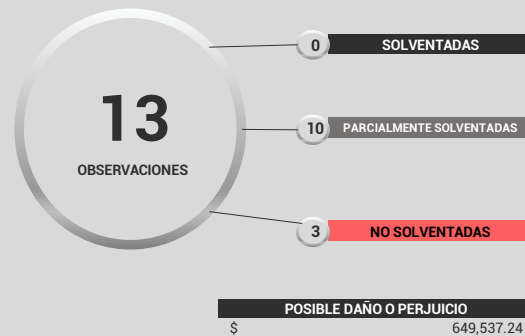 13
OBSERVACIONES
0 SOLVENTADAS
10 PARCIALMENTE SOLVENTADAS
3 NO SOLVENTADAS
POSIBLE DAÑO O PERJUICIO
$ 649,537.24